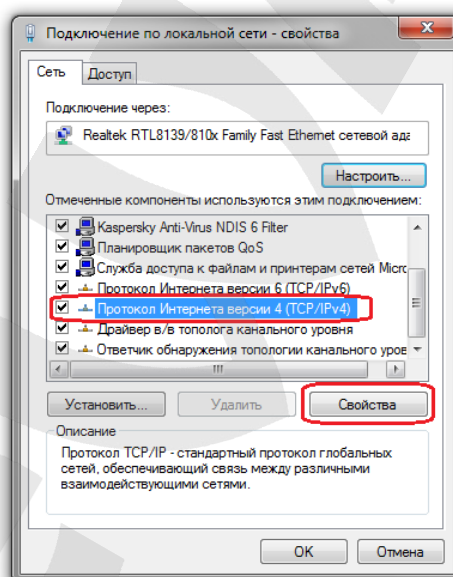 Подключение по локальной сети - свойства
Сеть Доступ
Подключение через:
Realtek RTL8139/810x Family Fast Ethernet сетевой ада
Настроить...
Отмеченные компоненты используются этим подключением:
Kaspersky Anti-Virus NDIS 6 Filter
Планировщик пакетов QoS
Служба доступа к файлам и принтерам сетей Micro
Протокол Интернета версии 6 (TCP/IPv6)
Протокол Интернета версии 4 (TCP/IPv4)
Драйвер в/в тополога канального уровня
Ответчик обнаружения топологии канального уров
Установить... Удалить Свойства
Описание
Протокол TCP/IP - стандартный протокол глобальных
сетей, обеспечивающий связь между различными
взаимодействующими сетями.
OK Отмена